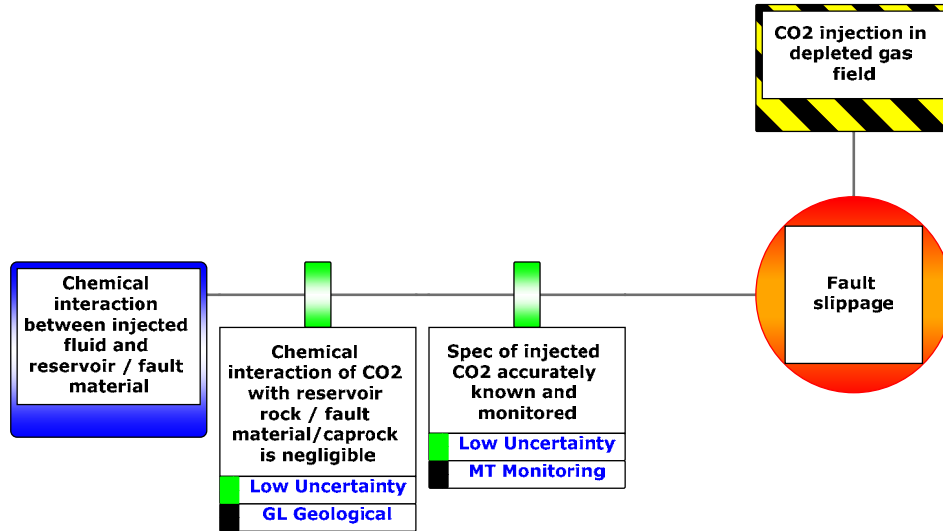 CO2 injection in
depleted gas
field
Fault
slippage
Chemical
interaction
between injected
fluid and
reservoir / fault
material
Chemical
interaction of CO2
with reservoir
rock / fault
material/caprock
is negligible
Low Uncertainty
GL Geological
Spec of injected
CO2 accurately
known and
monitored
Low Uncertainty
MT Monitoring